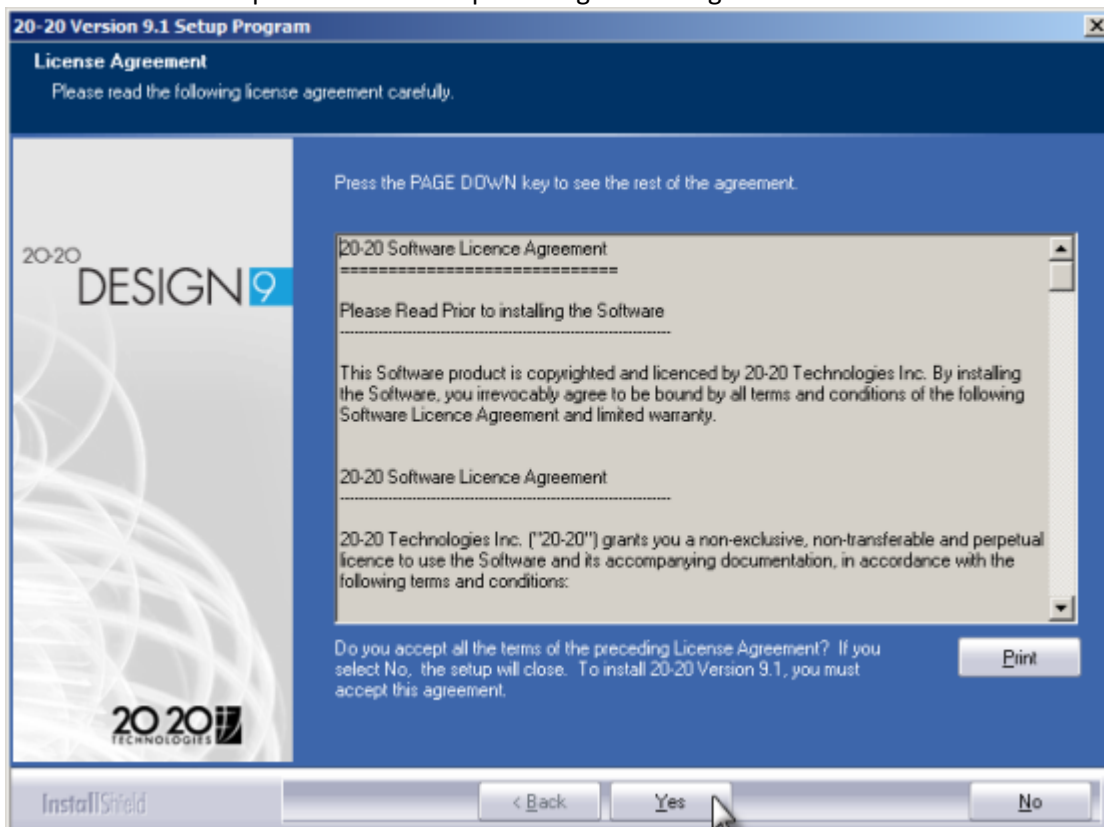 20-20 Version 9.1 Setup Program
License Agreement
Please read the following license agreement carefully.
Press the PAGE DOWN key to see the rest of the agreement.
20-20
DESIGN 9
20-20 Software Licence Agreement
==============================
Please Read Prior to installing the Software
-------------------------------------------------------------------
This Software product is copyrighted and licenced by 20-20 Technologies Inc. By installing
the Software, you irrevocably agree to be bound by all terms and conditions of the following
Software Licence Agreement and limited warranty.
20-20 Software Licence Agreement
-------------------------------------------------------------------
20-20 Technologies Inc. ("20-20") grants you a non-exclusive, non-transferable and perpetual
licence to use the Software and its accompanying documentation, in accordance with the
following terms and conditions:
Do you accept all the terms of the preceding License Agreement? If you
select No, the setup will close. To install 20-20 Version 9.1, you must
accept this agreement.
Print
20 20
TECHNOLOGIES
InstallShield
< Back
Yes
No